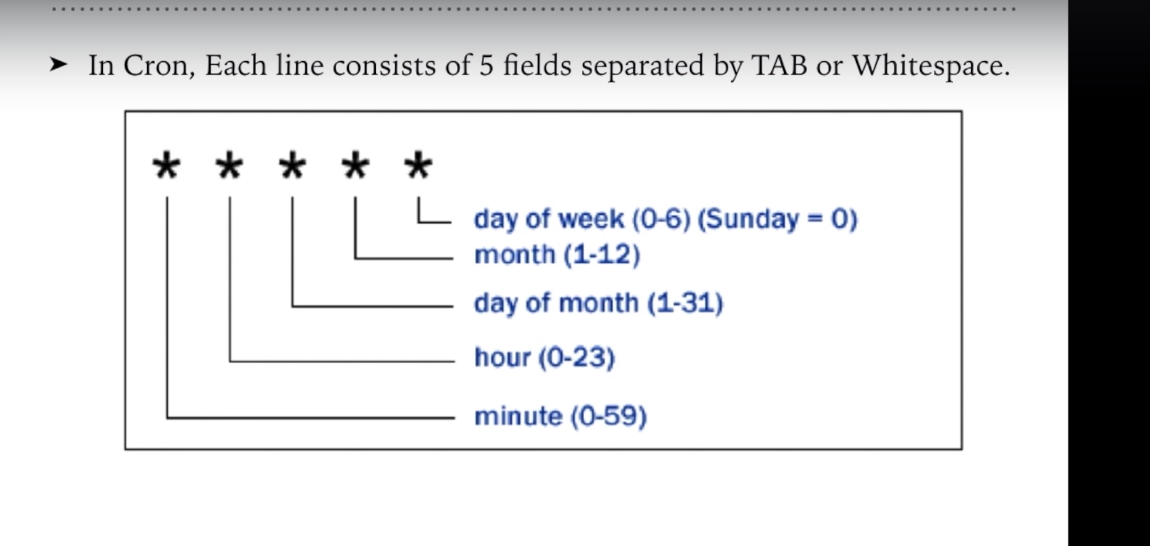 ➤ In Cron, Each line consists of 5 fields separated by TAB or Whitespace.
* * * * *
day of week (0-6) (Sunday = 0)
month (1-12)
day of month (1-31)
hour (0-23)
minute (0-59)